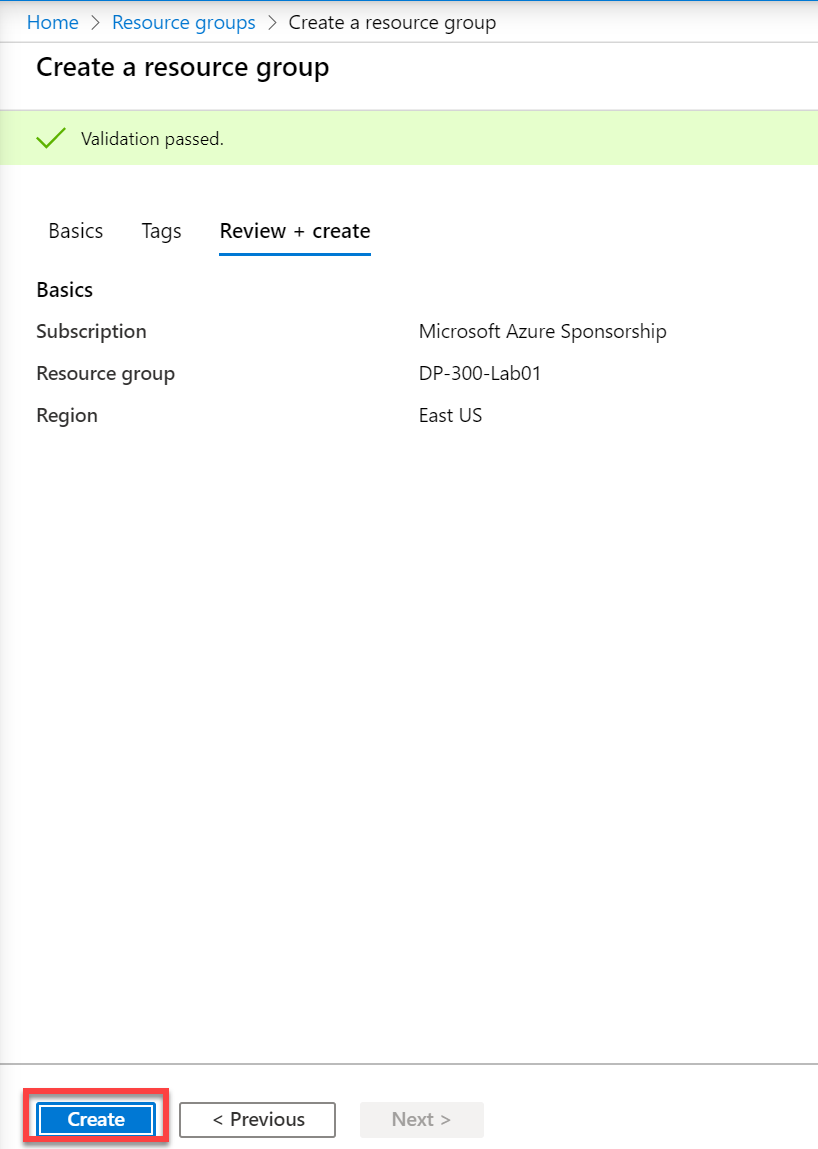 Home > Resource groups > Create a resource group
Create a resource group
Validation passed.
Basics Tags Review + create
Basics
Subscription Microsoft Azure Sponsorship
Resource group DP-300-Lab01
Region East US
Create < Previous Next >